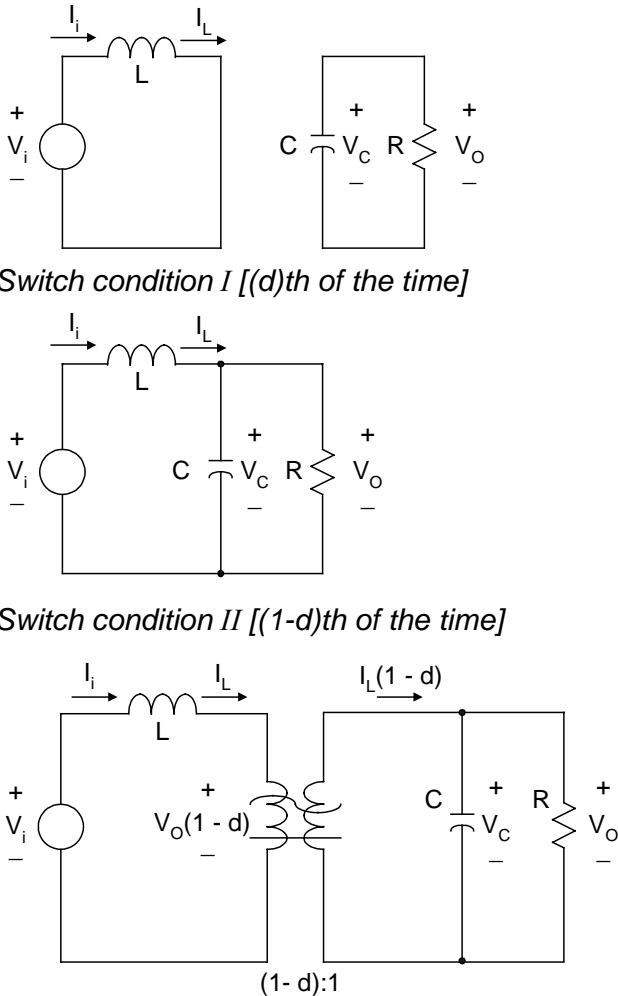 I_i I_L
L
+ + +
V_i C V_C R V_O
– – –
Switch condition I [(d)th of the time]
I_i I_L
L
+ + +
V_i C V_C R V_O
– – –
Switch condition II [(1-d)th of the time]
I_i I_L I_L(1 - d)
L
+ + + +
V_i V_O(1 - d) C V_C R V_O
– – – –
(1- d):1